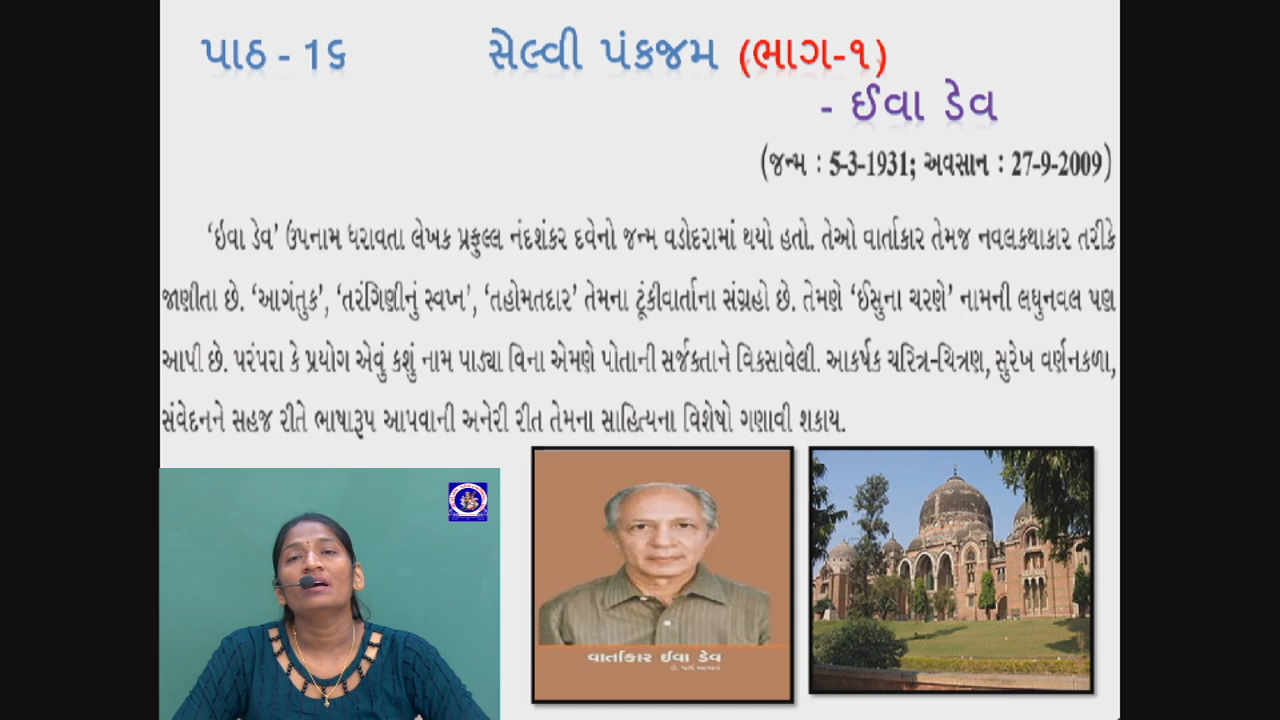 પાઠ - 1૬ સેલ્વી પંકજમ (ભાગ-૧)
- ઈવા ડેવ
(જન્મ : 5-3-1931; અવસાન : 27-9-2009)
‘ઇવા ડેવ’ ઉપનામ ધરાવતા લેખક પ્રફુલ્લ નંદશંકર દવેનો જન્મ વડોદરામાં થયો હતો. તેઓ વાર્તાકાર તેમજ નવલકથાકાર તરીકે
જાણીતા છે. ‘આગંતુક’, ‘તરંગિણીનું સ્વપ્ન’, ‘તહોમતદાર’ તેમના ટૂંકીવાર્તાના સંગ્રહો છે. તેમણે ‘ઈસુના ચરણે’ નામની લઘુનવલ પણ
આપી છે. પરંપરા કે પ્રયોગ એવું કશું નામ પાડ્યા વિના એમણે પોતાની સર્જકતાને વિકસાવેલી. આકર્ષક ચરિત્ર-ચિત્રણ, સુરેખ વર્ણનકળા,
સંવેદનને સહજ રીતે ભાષારૂપ આપવાની અનેરી રીત તેમના સાહિત્યના વિશેષો ગણાવી શકાય.
વાર્તાકાર ઈવા ડેવ